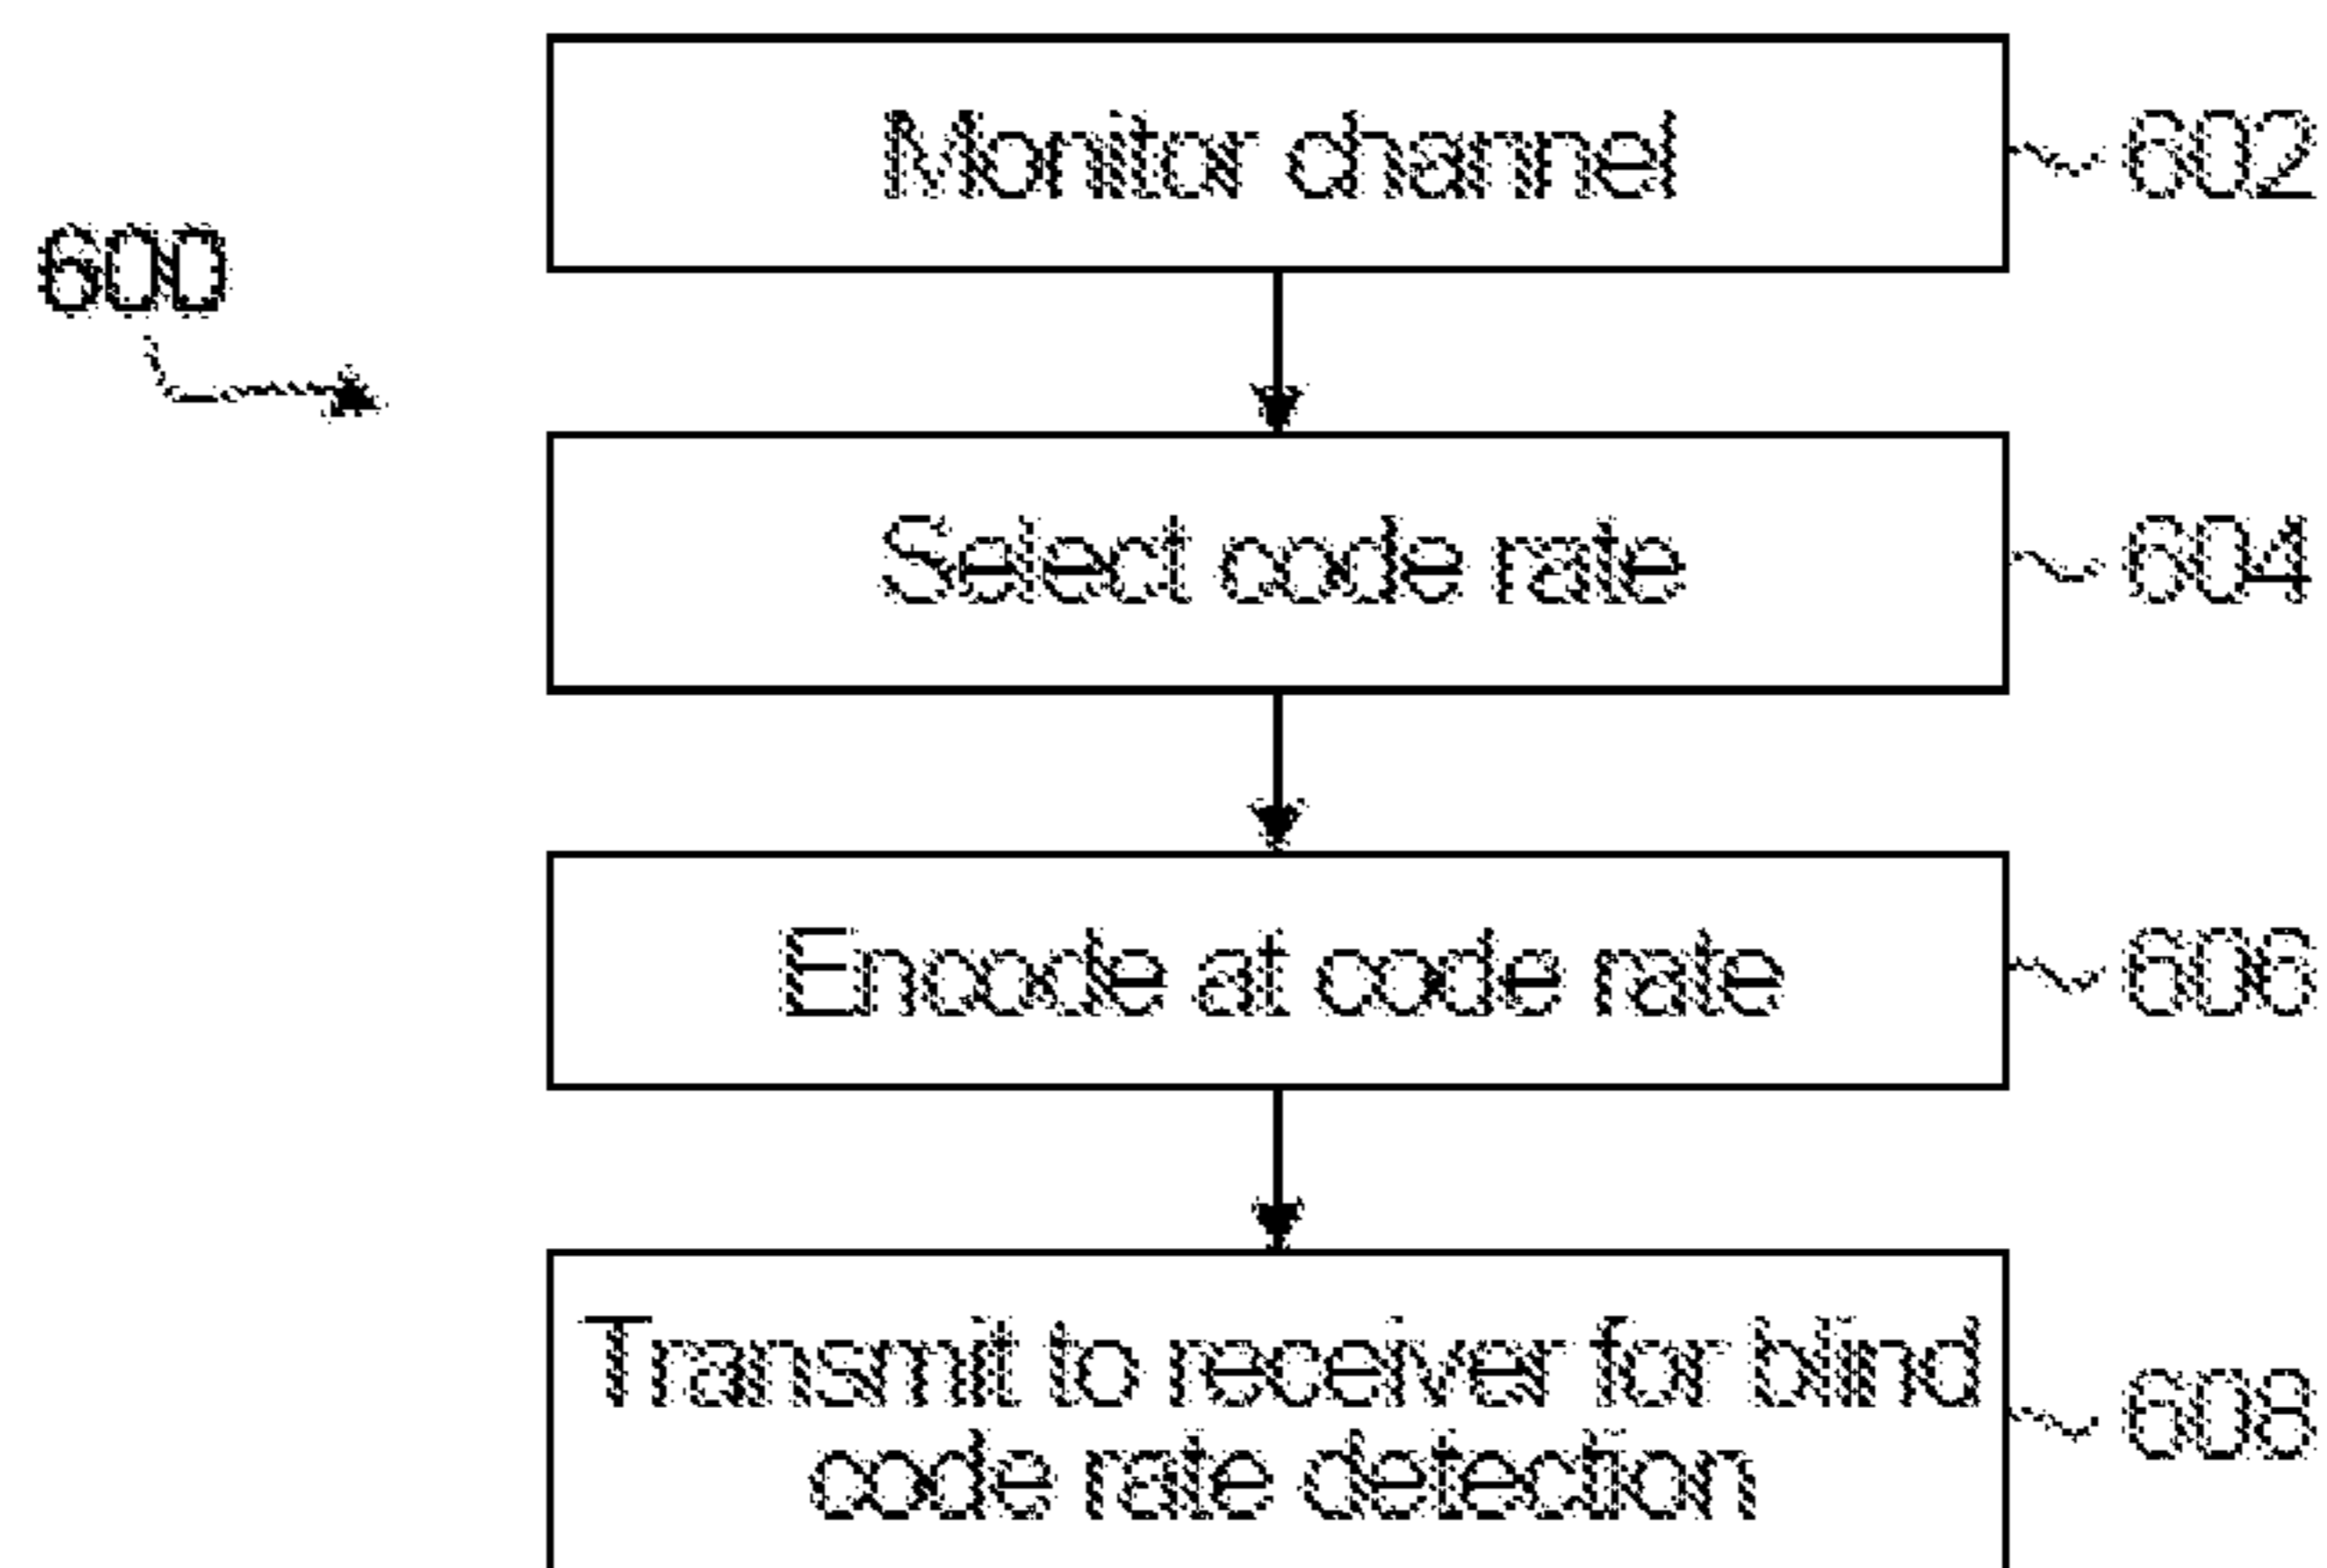 Monitor channel
602
600
Select code rate
604
Encode at code rate
606
Transmit to receiver for blind
code rate detection
608